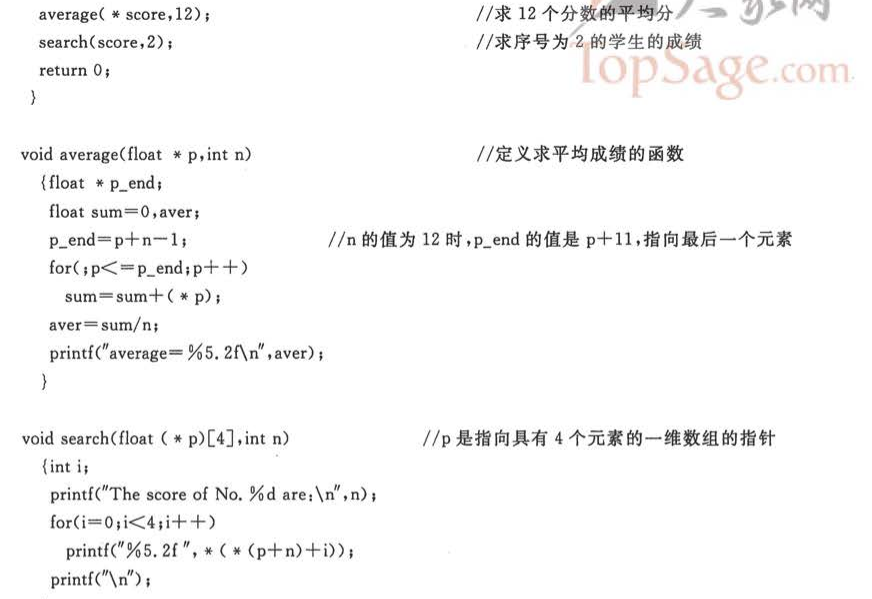 average( * score,12); //求 12 个分数的平均分
search(score,2); //求序号为 2 的学生的成绩
return 0;
}
TopSage.com
void average(float * p,int n) //定义求平均成绩的函数
{float * p_end;
float sum=0,aver;
p_end=p+n-1; //n 的值为 12 时,p_end 的值是 p+11,指向最后一个元素
for(;p<=p_end;p++)
sum=sum+( * p);
aver=sum/n;
printf("average=%5.2f\n",aver);
}
void search(float ( * p)[4],int n) //p 是指向具有 4 个元素的一维数组的指针
{int i;
printf("The score of No. %d are:\n",n);
for(i=0;i<4;i++)
printf("%5.2f ", * ( * (p+n)+i));
printf("\n");